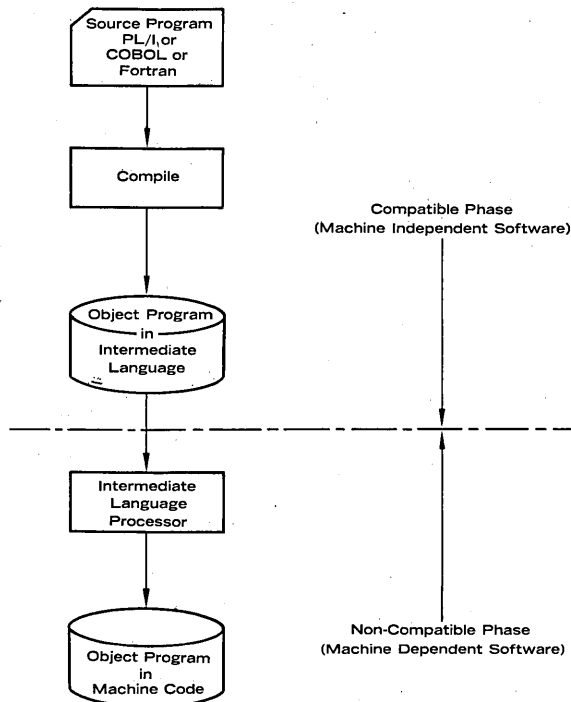 Source Program
PL/I, or
COBOL or
Fortran
Compile
Compatible Phase
(Machine Independent Software)
Object Program
in
Intermediate
Language
Intermediate
Language
Processor
Non-Compatible Phase
(Machine Dependent Software)
Object Program
in
Machine Code